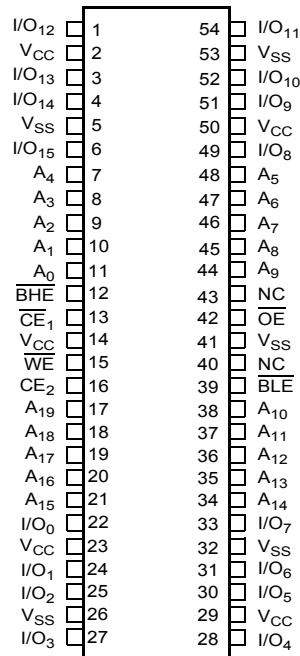 I/O12 1 54 I/O11
VCC 2 53 VSS
I/O13 3 52 I/O10
I/O14 4 51 I/O9
VSS 5 50 VCC
I/O15 6 49 I/O8
A4 7 48 A5
A3 8 47 A6
A2 9 46 A7
A1 10 45 A8
A0 11 44 A9
B̅H̅E̅ 12 43 NC
C̅E̅1 13 42 O̅E̅
VCC 14 41 VSS
W̅E̅ 15 40 NC
CE2 16 39 B̅L̅E̅
A19 17 38 A10
A18 18 37 A11
A17 19 36 A12
A16 20 35 A13
A15 21 34 A14
I/O0 22 33 I/O7
VCC 23 32 VSS
I/O1 24 31 I/O6
I/O2 25 30 I/O5
VSS 26 29 VCC
I/O3 27 28 I/O4